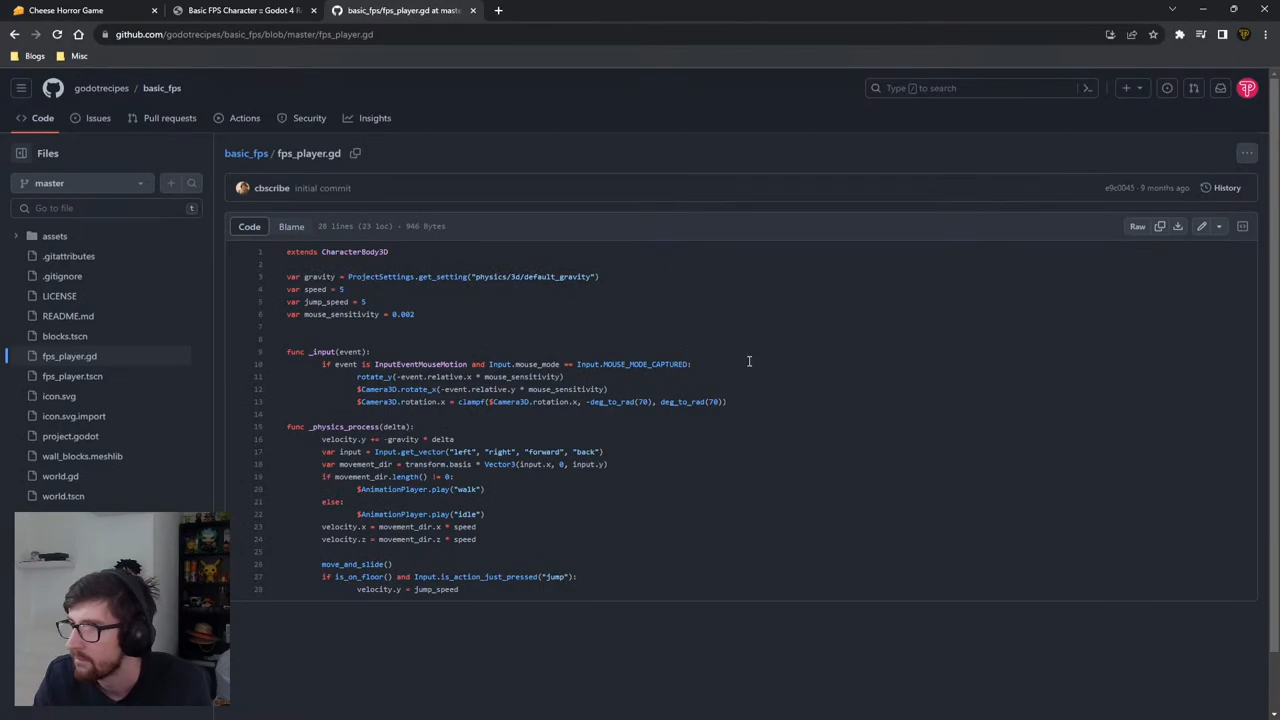 Cheese Horror Game
Basic FPS Character :: Godot 4 R
basic_fps/fps_player.gd at maste
github.com/godotrecipes/basic_fps/blob/master/fps_player.gd
Blogs
Misc
godotrecipes / basic_fps
Type / to search
Code
Issues
Pull requests
Actions
Security
Insights
Files
master
Go to file
t
assets
.gitattributes
.gitignore
LICENSE
README.md
blocks.tscn
fps_player.gd
fps_player.tscn
icon.svg
icon.svg.import
project.godot
wall_blocks.meshlib
world.gd
world.tscn
basic_fps / fps_player.gd
cbscribe initial commit
e9c0045 · 9 months ago
History
Code
Blame
28 lines (23 loc) · 946 Bytes
Raw
1 extends CharacterBody3D
2
3 var gravity = ProjectSettings.get_setting("physics/3d/default_gravity")
4 var speed = 5
5 var jump_speed = 5
6 var mouse_sensitivity = 0.002
7
8
9 func _input(event):
10 if event is InputEventMouseMotion and Input.mouse_mode == Input.MOUSE_MODE_CAPTURED:
11 rotate_y(-event.relative.x * mouse_sensitivity)
12 $Camera3D.rotate_x(-event.relative.y * mouse_sensitivity)
13 $Camera3D.rotation.x = clampf($Camera3D.rotation.x, -deg_to_rad(70), deg_to_rad(70))
14
15 func _physics_process(delta):
16 velocity.y += -gravity * delta
17 var input = Input.get_vector("left", "right", "forward", "back")
18 var movement_dir = transform.basis * Vector3(input.x, 0, input.y)
19 if movement_dir.length() != 0:
20 $AnimationPlayer.play("walk")
21 else:
22 $AnimationPlayer.play("idle")
23 velocity.x = movement_dir.x * speed
24 velocity.z = movement_dir.z * speed
25
26 move_and_slide()
27 if is_on_floor() and Input.is_action_just_pressed("jump"):
28 velocity.y = jump_speed